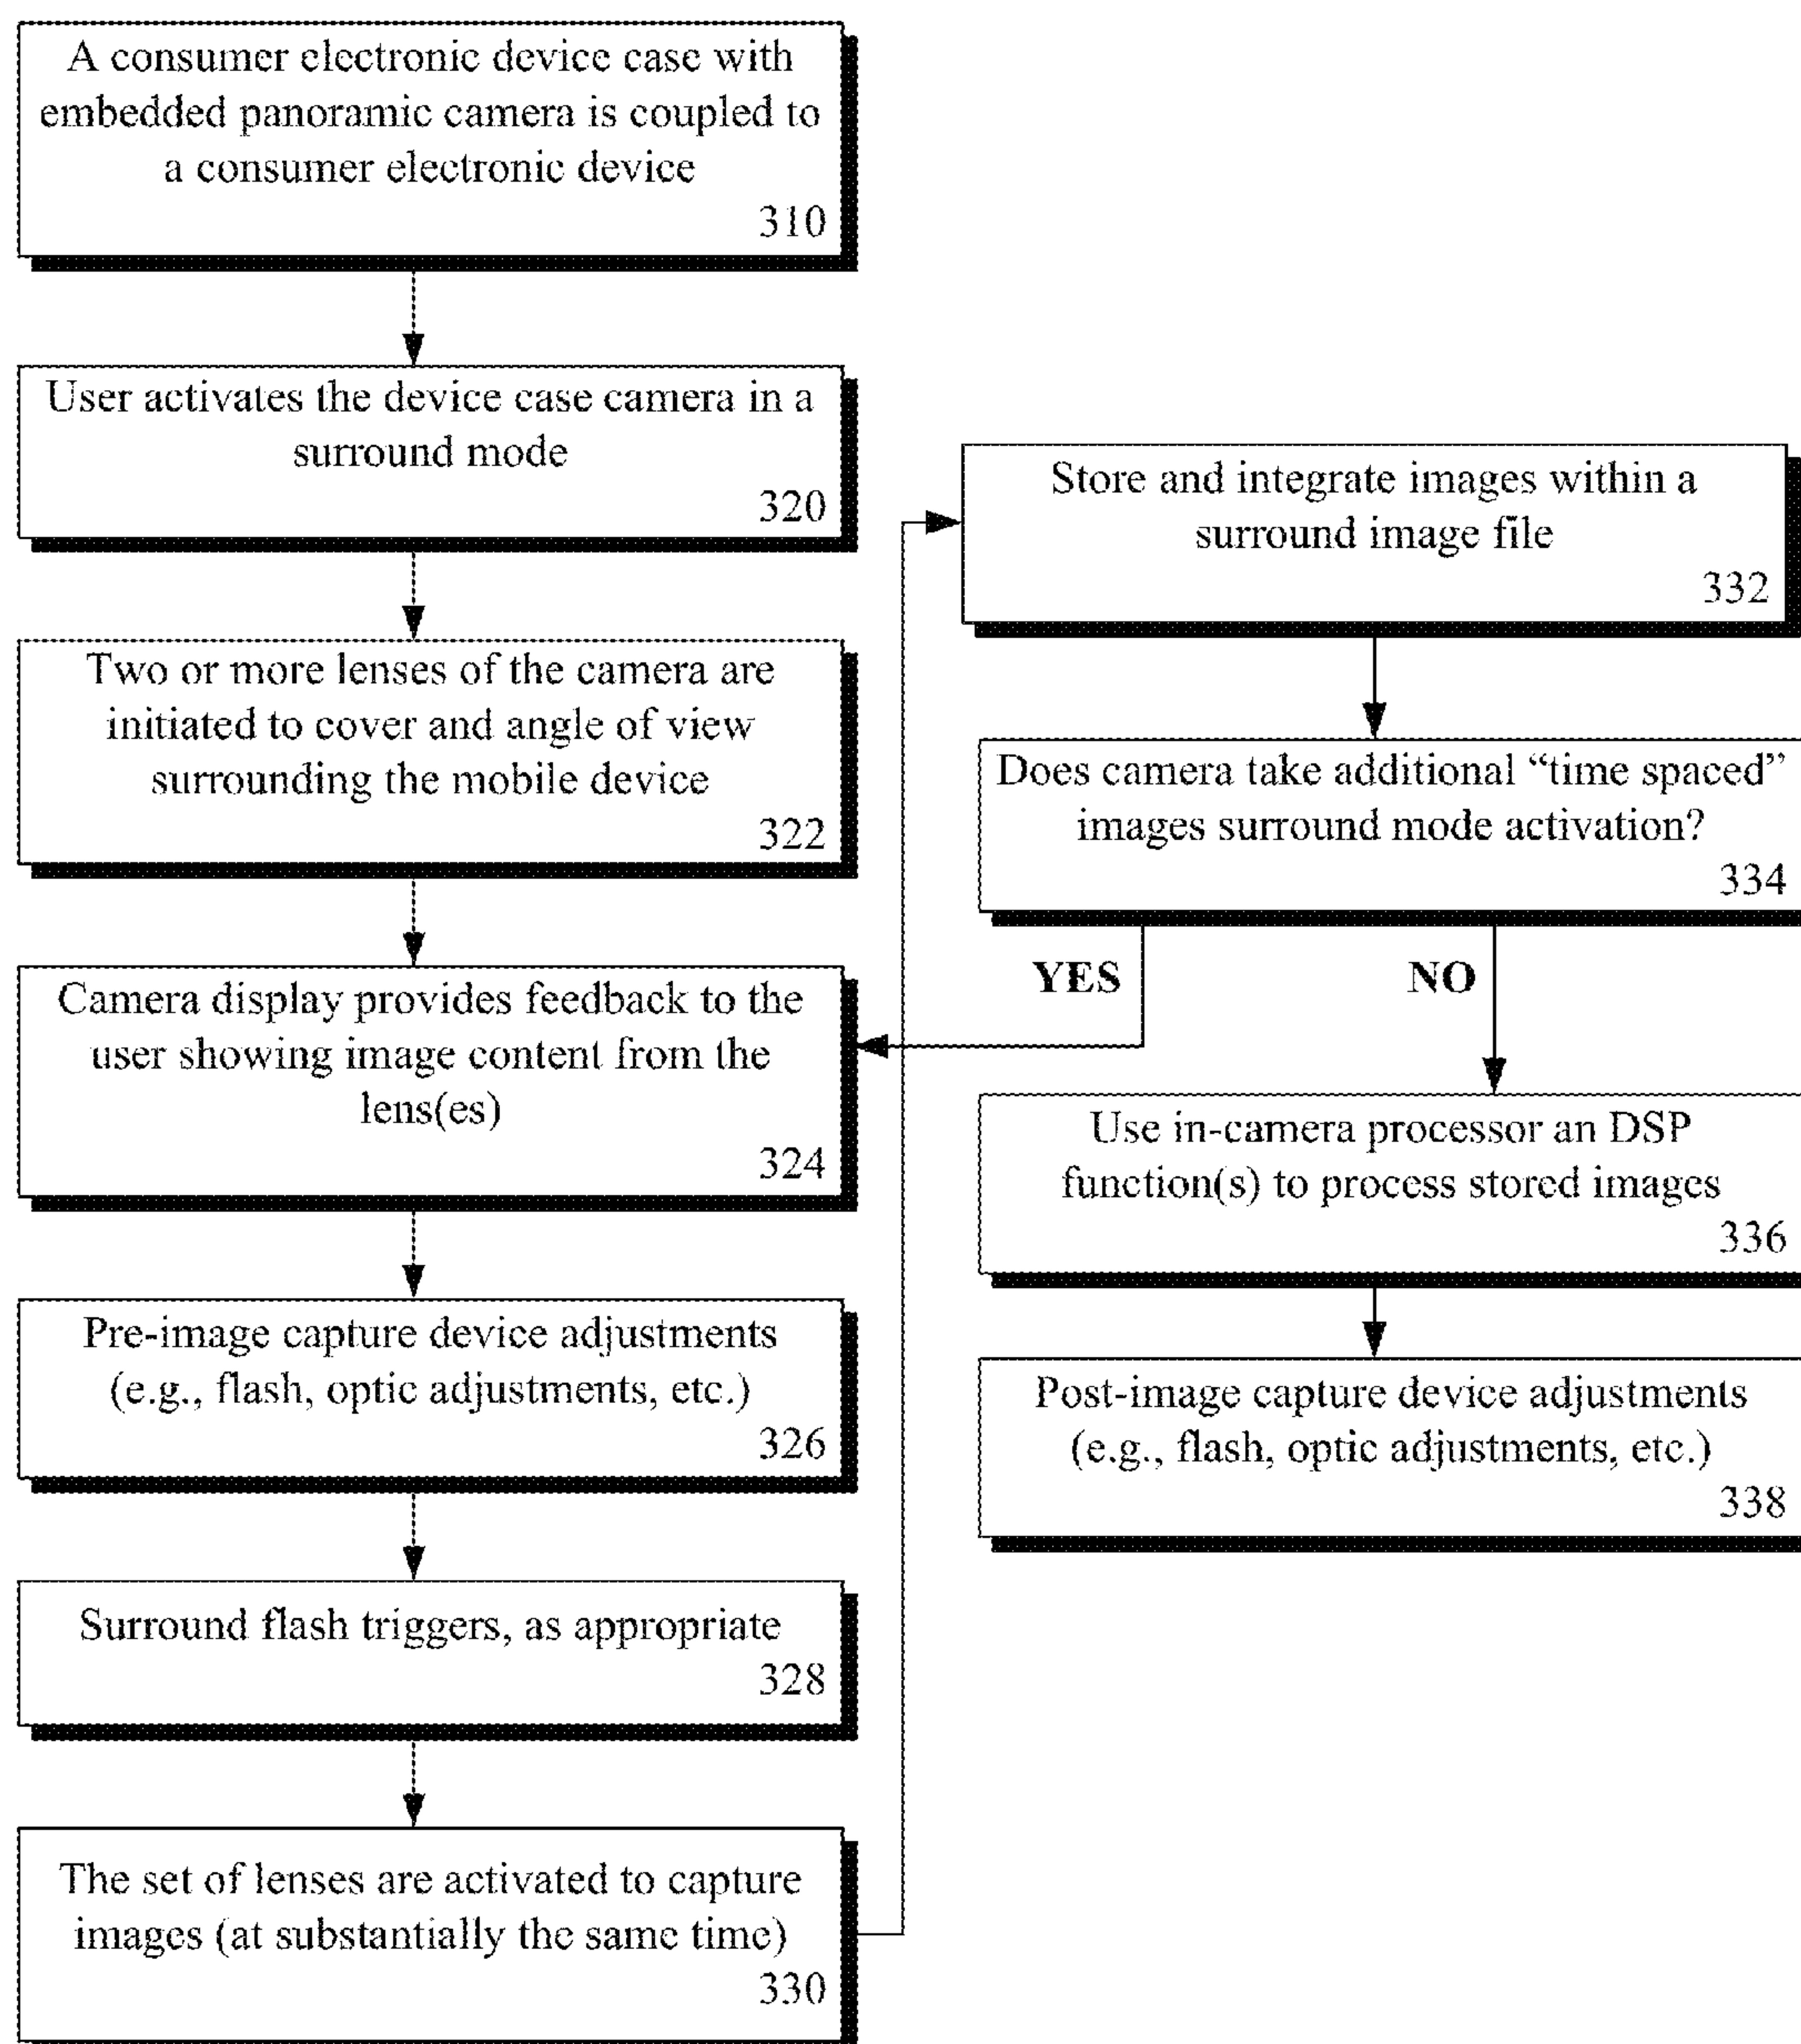 A consumer electronic device case with
embedded panoramic camera is coupled to
a consumer electronic device
310
User activates the device case camera in a
surround mode
320
Two or more lenses of the camera are
initiated to cover and angle of view
surrounding the mobile device
322
Camera display provides feedback to the
user showing image content from the
lens(es)
324
Pre-image capture device adjustments
(e.g., flash, optic adjustments, etc.)
326
Surround flash triggers, as appropriate
328
The set of lenses are activated to capture
images (at substantially the same time)
330
Store and integrate images within a
surround image file
332
Does camera take additional “time spaced”
images surround mode activation?
334
YES
NO
Use in-camera processor an DSP
function(s) to process stored images
336
Post-image capture device adjustments
(e.g., flash, optic adjustments, etc.)
338